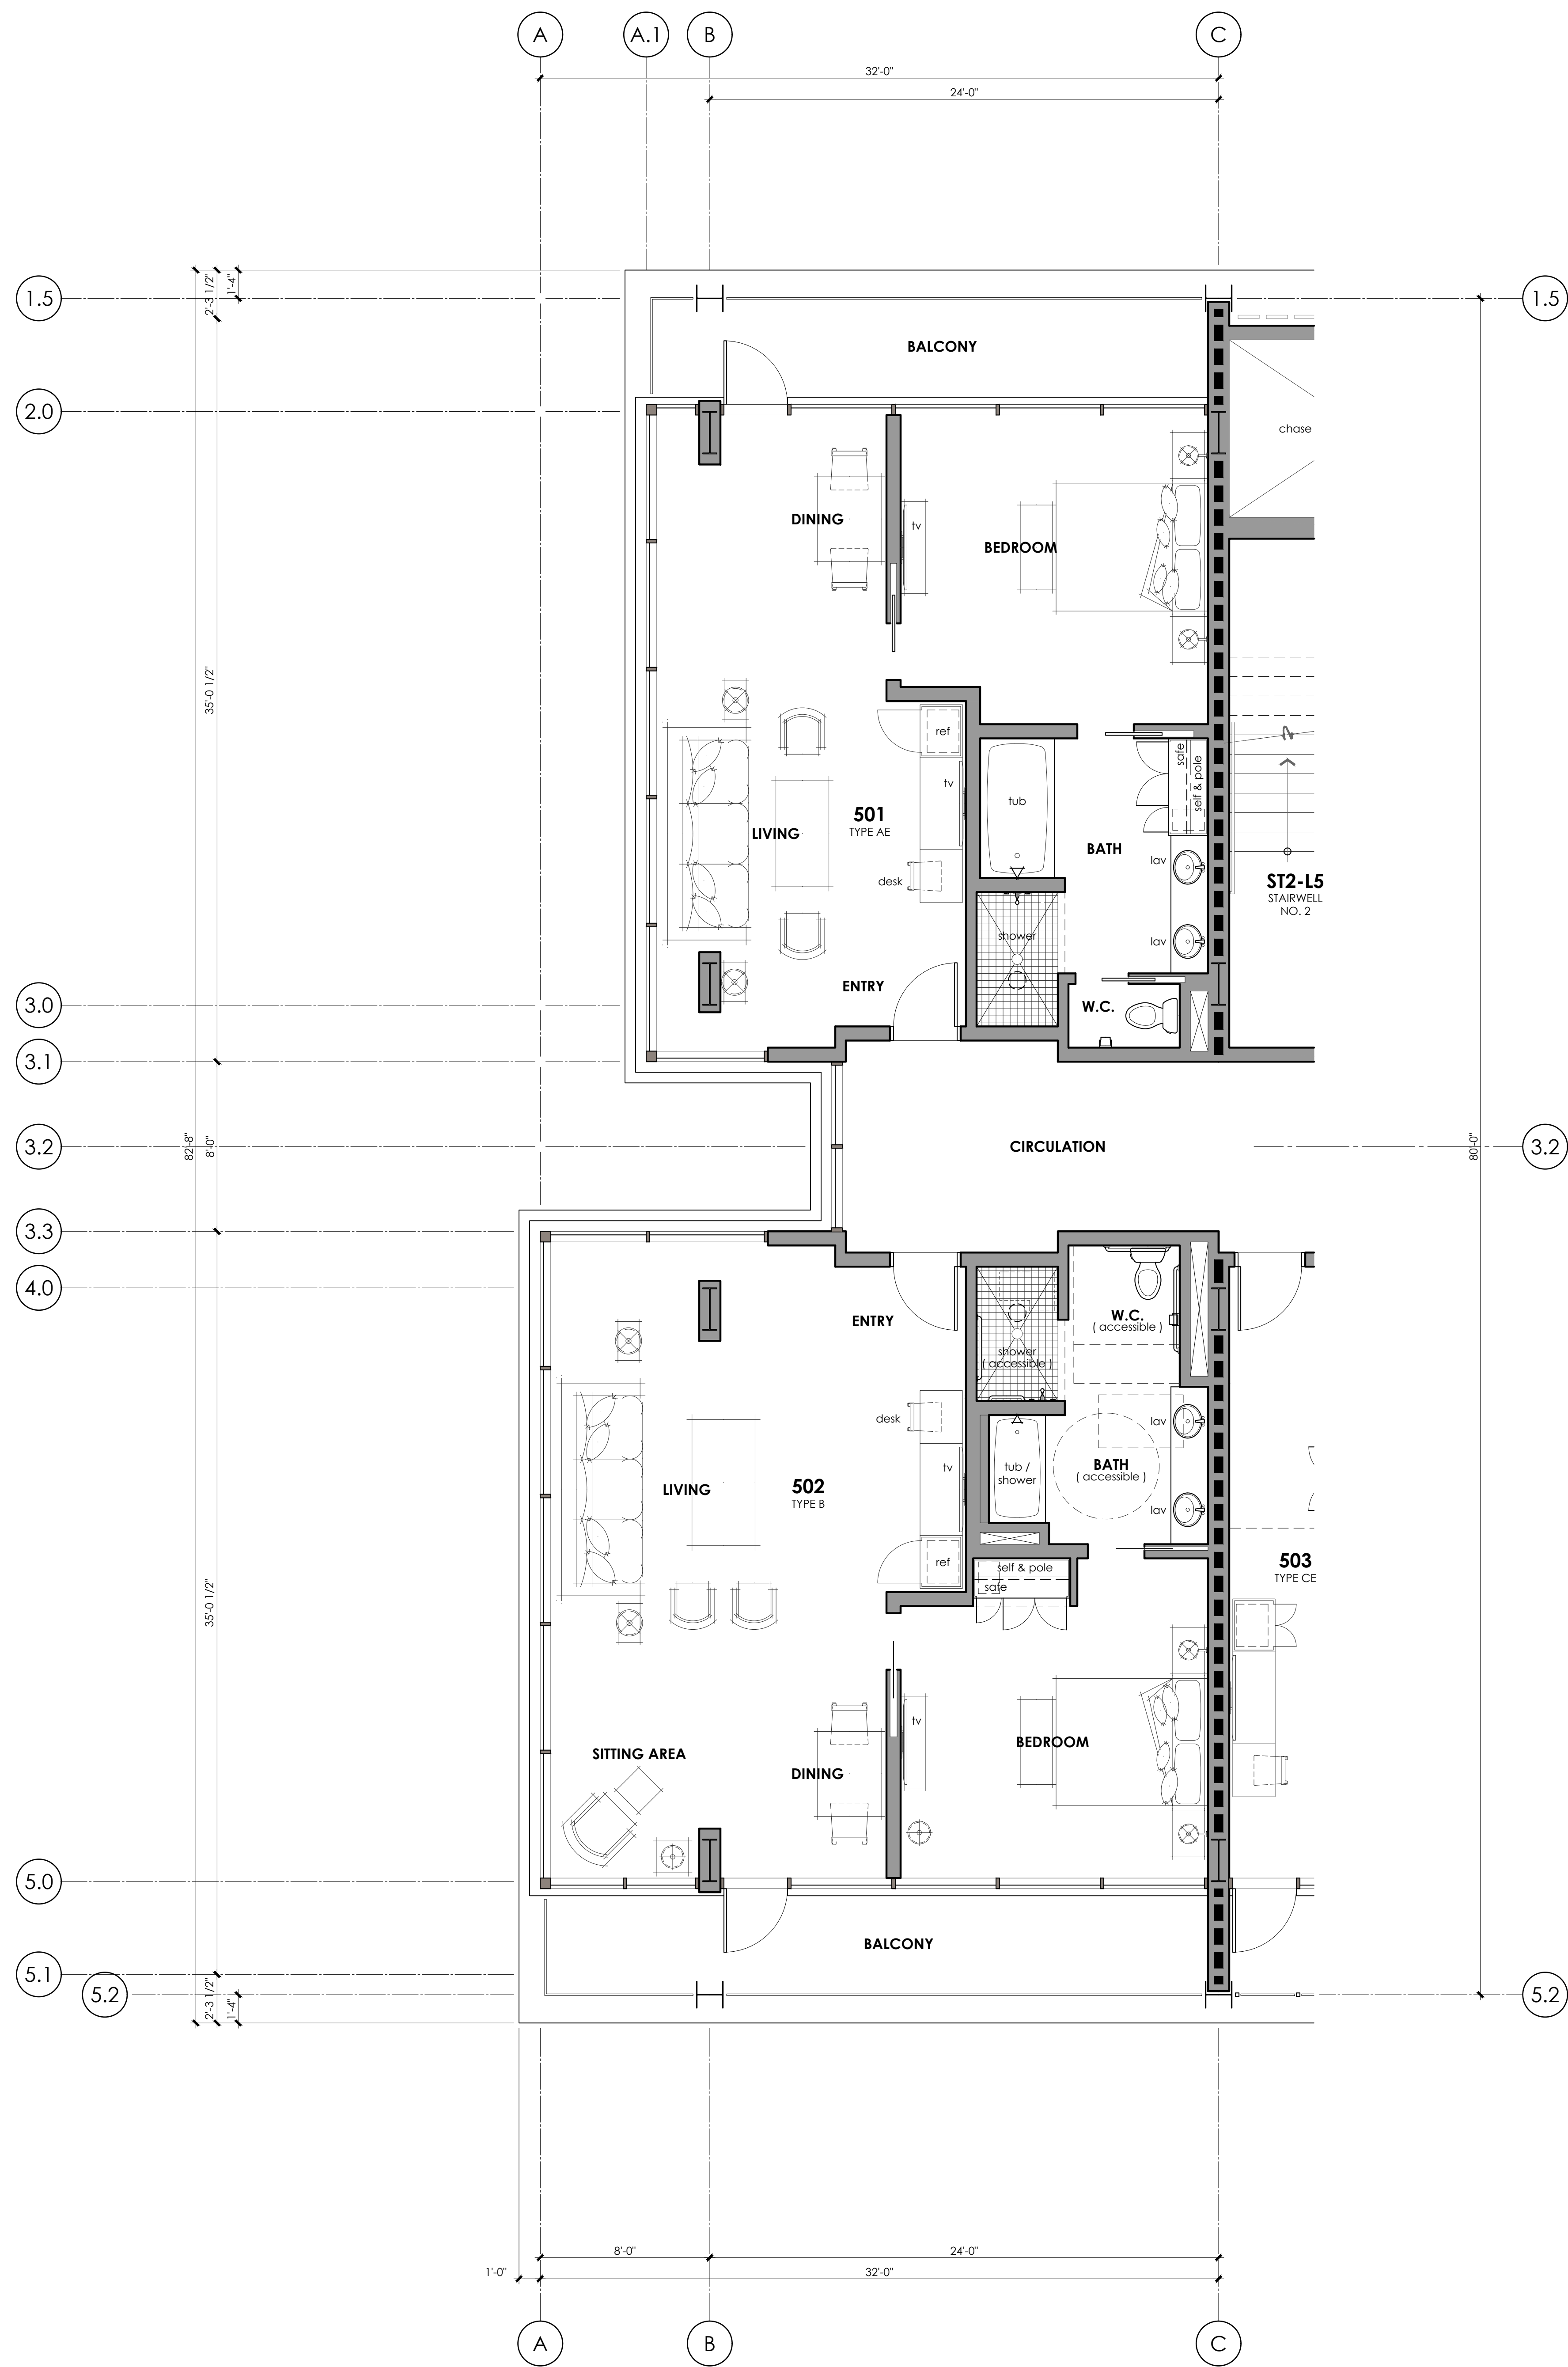 A
A.1
B
C
32'-0"
24'-0"
2'-3 1/2"
1'-4"
1.5
1.5
BALCONY
2.0
chase
DINING
tv
BEDROOM
35'-0 1/2"
ref
safe
self & pole
tv
tub
501
TYPE AE
LIVING
BATH
lav
desk
ST2-L5
STAIRWELL
NO. 2
shower
lav
ENTRY
W.C.
3.0
3.1
3.2
82'-8"
8'-0"
CIRCULATION
80'-0"
3.2
3.3
4.0
ENTRY
W.C.
( accessible )
shower
( accessible )
desk
lav
tv
tub /
shower
BATH
( accessible )
LIVING
502
TYPE B
lav
ref
self & pole
safe
503
TYPE CE
35'-0 1/2"
tv
SITTING AREA
DINING
BEDROOM
5.0
BALCONY
5.1
5.2
2'-3 1/2"
1'-4"
5.2
8'-0"
24'-0"
1'-0"
32'-0"
A
B
C